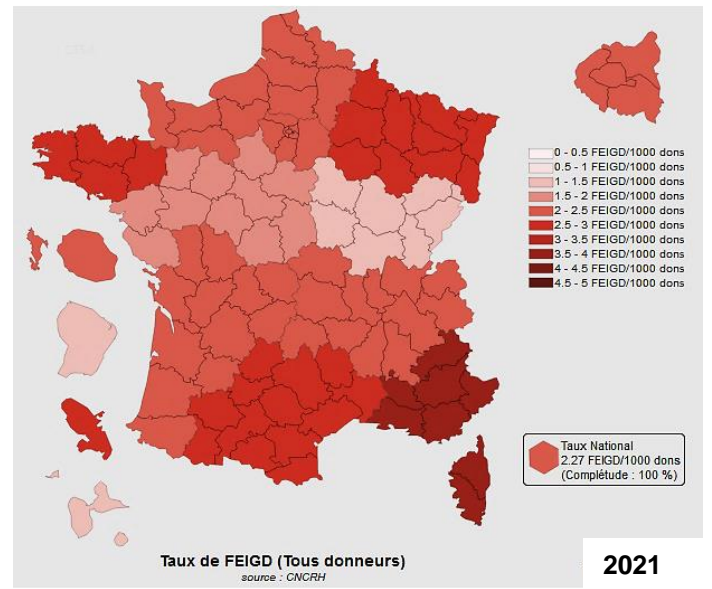 0 - 0.5 FEIGD/1000 dons
0.5 - 1 FEIGD/1000 dons
1 - 1.5 FEIGD/1000 dons
1.5 - 2 FEIGD/1000 dons
2 - 2.5 FEIGD/1000 dons
2.5 - 3 FEIGD/1000 dons
3 - 3.5 FEIGD/1000 dons
3.5 - 4 FEIGD/1000 dons
4 - 4.5 FEIGD/1000 dons
4.5 - 5 FEIGD/1000 dons
Taux National
2.27 FEIGD/1000 dons
(Complétude : 100 %)
Taux de FEIGD (Tous donneurs)
source : CNCRH
2021